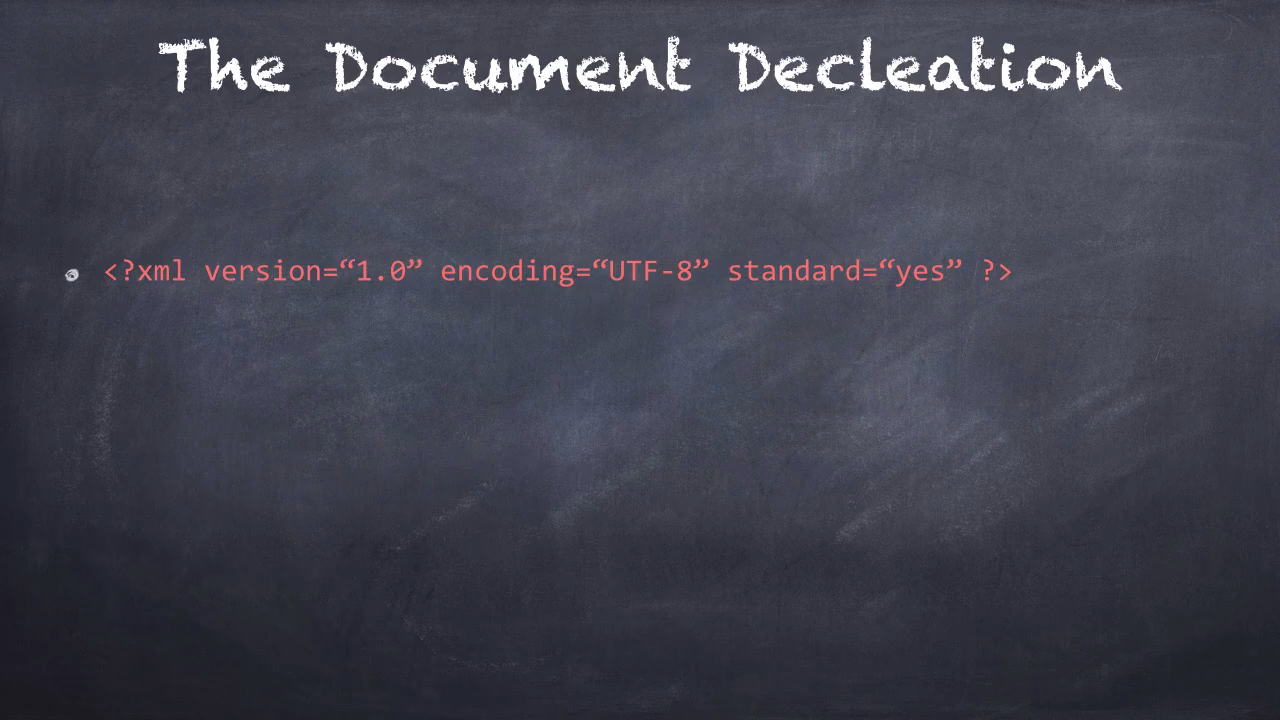 The Document Decleation
<?xml version=“1.0” encoding=“UTF-8” standard=“yes” ?>